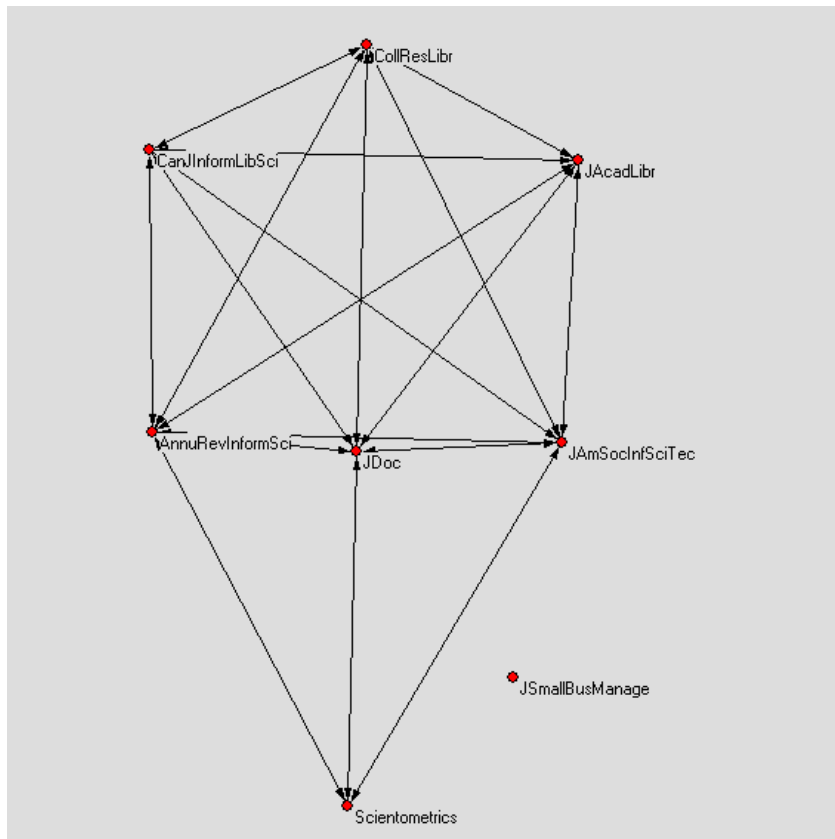 CollResLibr
CanJInformLibSci
JAcadLibr
AnnuRevInformSci
JDoc
JAmSocInfSciTec
JSmallBusManage
Scientometrics